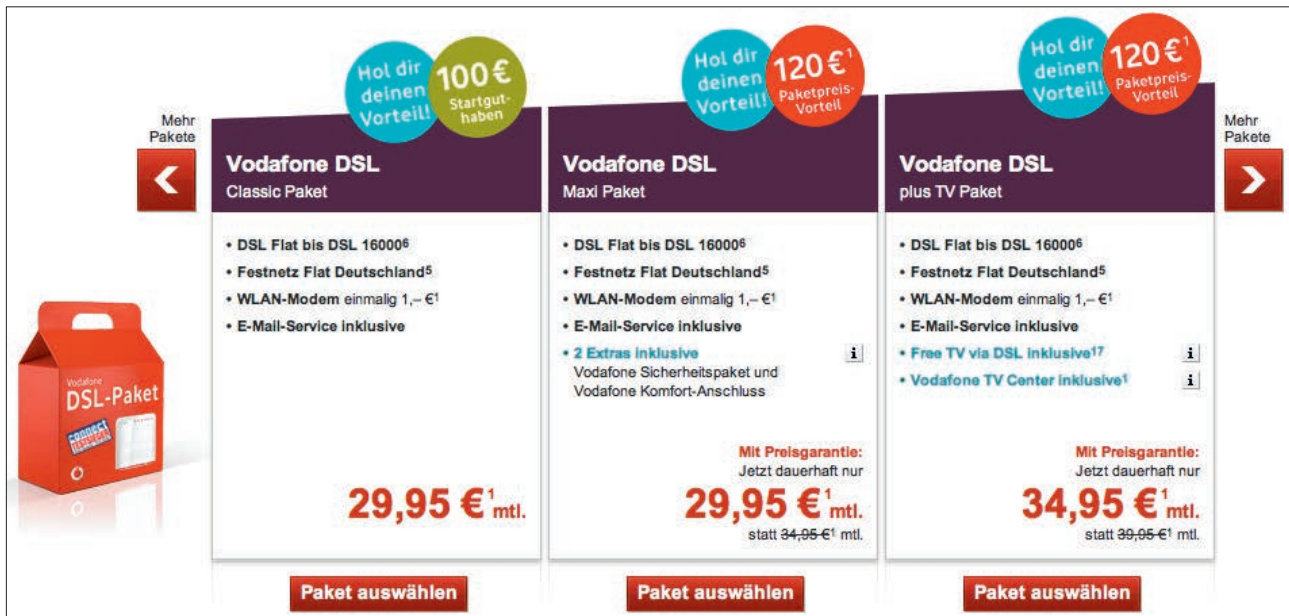 Mehr
Pakete
Vodafone
DSL-Paket
connect
Hol dir
deinen
Vorteil!
100 €
Startgut-
haben
Vodafone DSL
Classic Paket
• DSL Flat bis DSL 16000⁶
• Festnetz Flat Deutschland⁵
• WLAN-Modem einmalig 1,– €¹
• E-Mail-Service inklusive
29,95 €¹ mtl.
Paket auswählen
Hol dir
deinen
Vorteil!
120 €¹
Paketpreis-
Vorteil
Vodafone DSL
Maxi Paket
• DSL Flat bis DSL 16000⁶
• Festnetz Flat Deutschland⁵
• WLAN-Modem einmalig 1,– €¹
• E-Mail-Service inklusive
• 2 Extras inklusive i
Vodafone Sicherheitspaket und
Vodafone Komfort-Anschluss
Mit Preisgarantie:
Jetzt dauerhaft nur
29,95 €¹ mtl.
statt 34,95 €¹ mtl.
Paket auswählen
Hol dir
deinen
Vorteil!
120 €¹
Paketpreis-
Vorteil
Vodafone DSL
plus TV Paket
• DSL Flat bis DSL 16000⁶
• Festnetz Flat Deutschland⁵
• WLAN-Modem einmalig 1,– €¹
• E-Mail-Service inklusive
• Free TV via DSL inklusive¹⁷ i
• Vodafone TV Center inklusive¹ i
Mit Preisgarantie:
Jetzt dauerhaft nur
34,95 €¹ mtl.
statt 39,95 €¹ mtl.
Paket auswählen
Mehr
Pakete